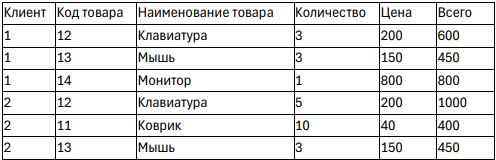 Клиент Код товара Наименование товара Количество Цена Всего
1 12 Клавиатура 3 200 600
1 13 Мышь 3 150 450
1 14 Монитор 1 800 800
2 12 Клавиатура 5 200 1000
2 11 Коврик 10 40 400
2 13 Мышь 3 150 450